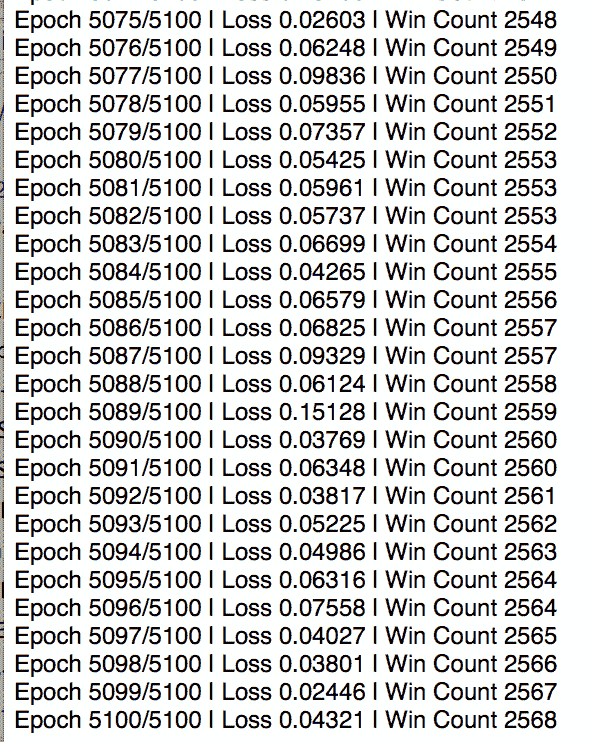 Epoch 5075/5100 | Loss 0.02603 | Win Count 2548
Epoch 5076/5100 | Loss 0.06248 | Win Count 2549
Epoch 5077/5100 | Loss 0.09836 | Win Count 2550
Epoch 5078/5100 | Loss 0.05955 | Win Count 2551
Epoch 5079/5100 | Loss 0.07357 | Win Count 2552
Epoch 5080/5100 | Loss 0.05425 | Win Count 2553
Epoch 5081/5100 | Loss 0.05961 | Win Count 2553
Epoch 5082/5100 | Loss 0.05737 | Win Count 2553
Epoch 5083/5100 | Loss 0.06699 | Win Count 2554
Epoch 5084/5100 | Loss 0.04265 | Win Count 2555
Epoch 5085/5100 | Loss 0.06579 | Win Count 2556
Epoch 5086/5100 | Loss 0.06825 | Win Count 2557
Epoch 5087/5100 | Loss 0.09329 | Win Count 2557
Epoch 5088/5100 | Loss 0.06124 | Win Count 2558
Epoch 5089/5100 | Loss 0.15128 | Win Count 2559
Epoch 5090/5100 | Loss 0.03769 | Win Count 2560
Epoch 5091/5100 | Loss 0.06348 | Win Count 2560
Epoch 5092/5100 | Loss 0.03817 | Win Count 2561
Epoch 5093/5100 | Loss 0.05225 | Win Count 2562
Epoch 5094/5100 | Loss 0.04986 | Win Count 2563
Epoch 5095/5100 | Loss 0.06316 | Win Count 2564
Epoch 5096/5100 | Loss 0.07558 | Win Count 2564
Epoch 5097/5100 | Loss 0.04027 | Win Count 2565
Epoch 5098/5100 | Loss 0.03801 | Win Count 2566
Epoch 5099/5100 | Loss 0.02446 | Win Count 2567
Epoch 5100/5100 | Loss 0.04321 | Win Count 2568